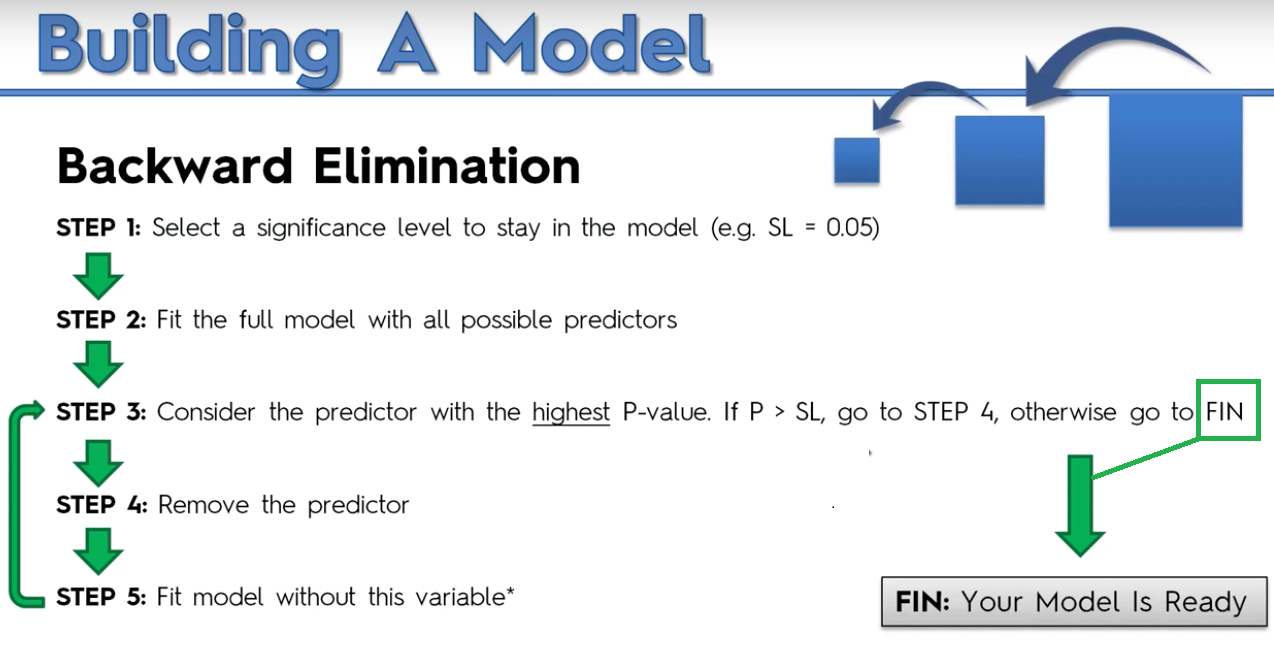 Building A Model
Backward Elimination
STEP 1: Select a significance level to stay in the model (e.g. SL = 0.05)
STEP 2: Fit the full model with all possible predictors
STEP 3: Consider the predictor with the highest P-value. If P > SL, go to STEP 4, otherwise go to FIN
STEP 4: Remove the predictor
STEP 5: Fit model without this variable*
FIN: Your Model Is Ready